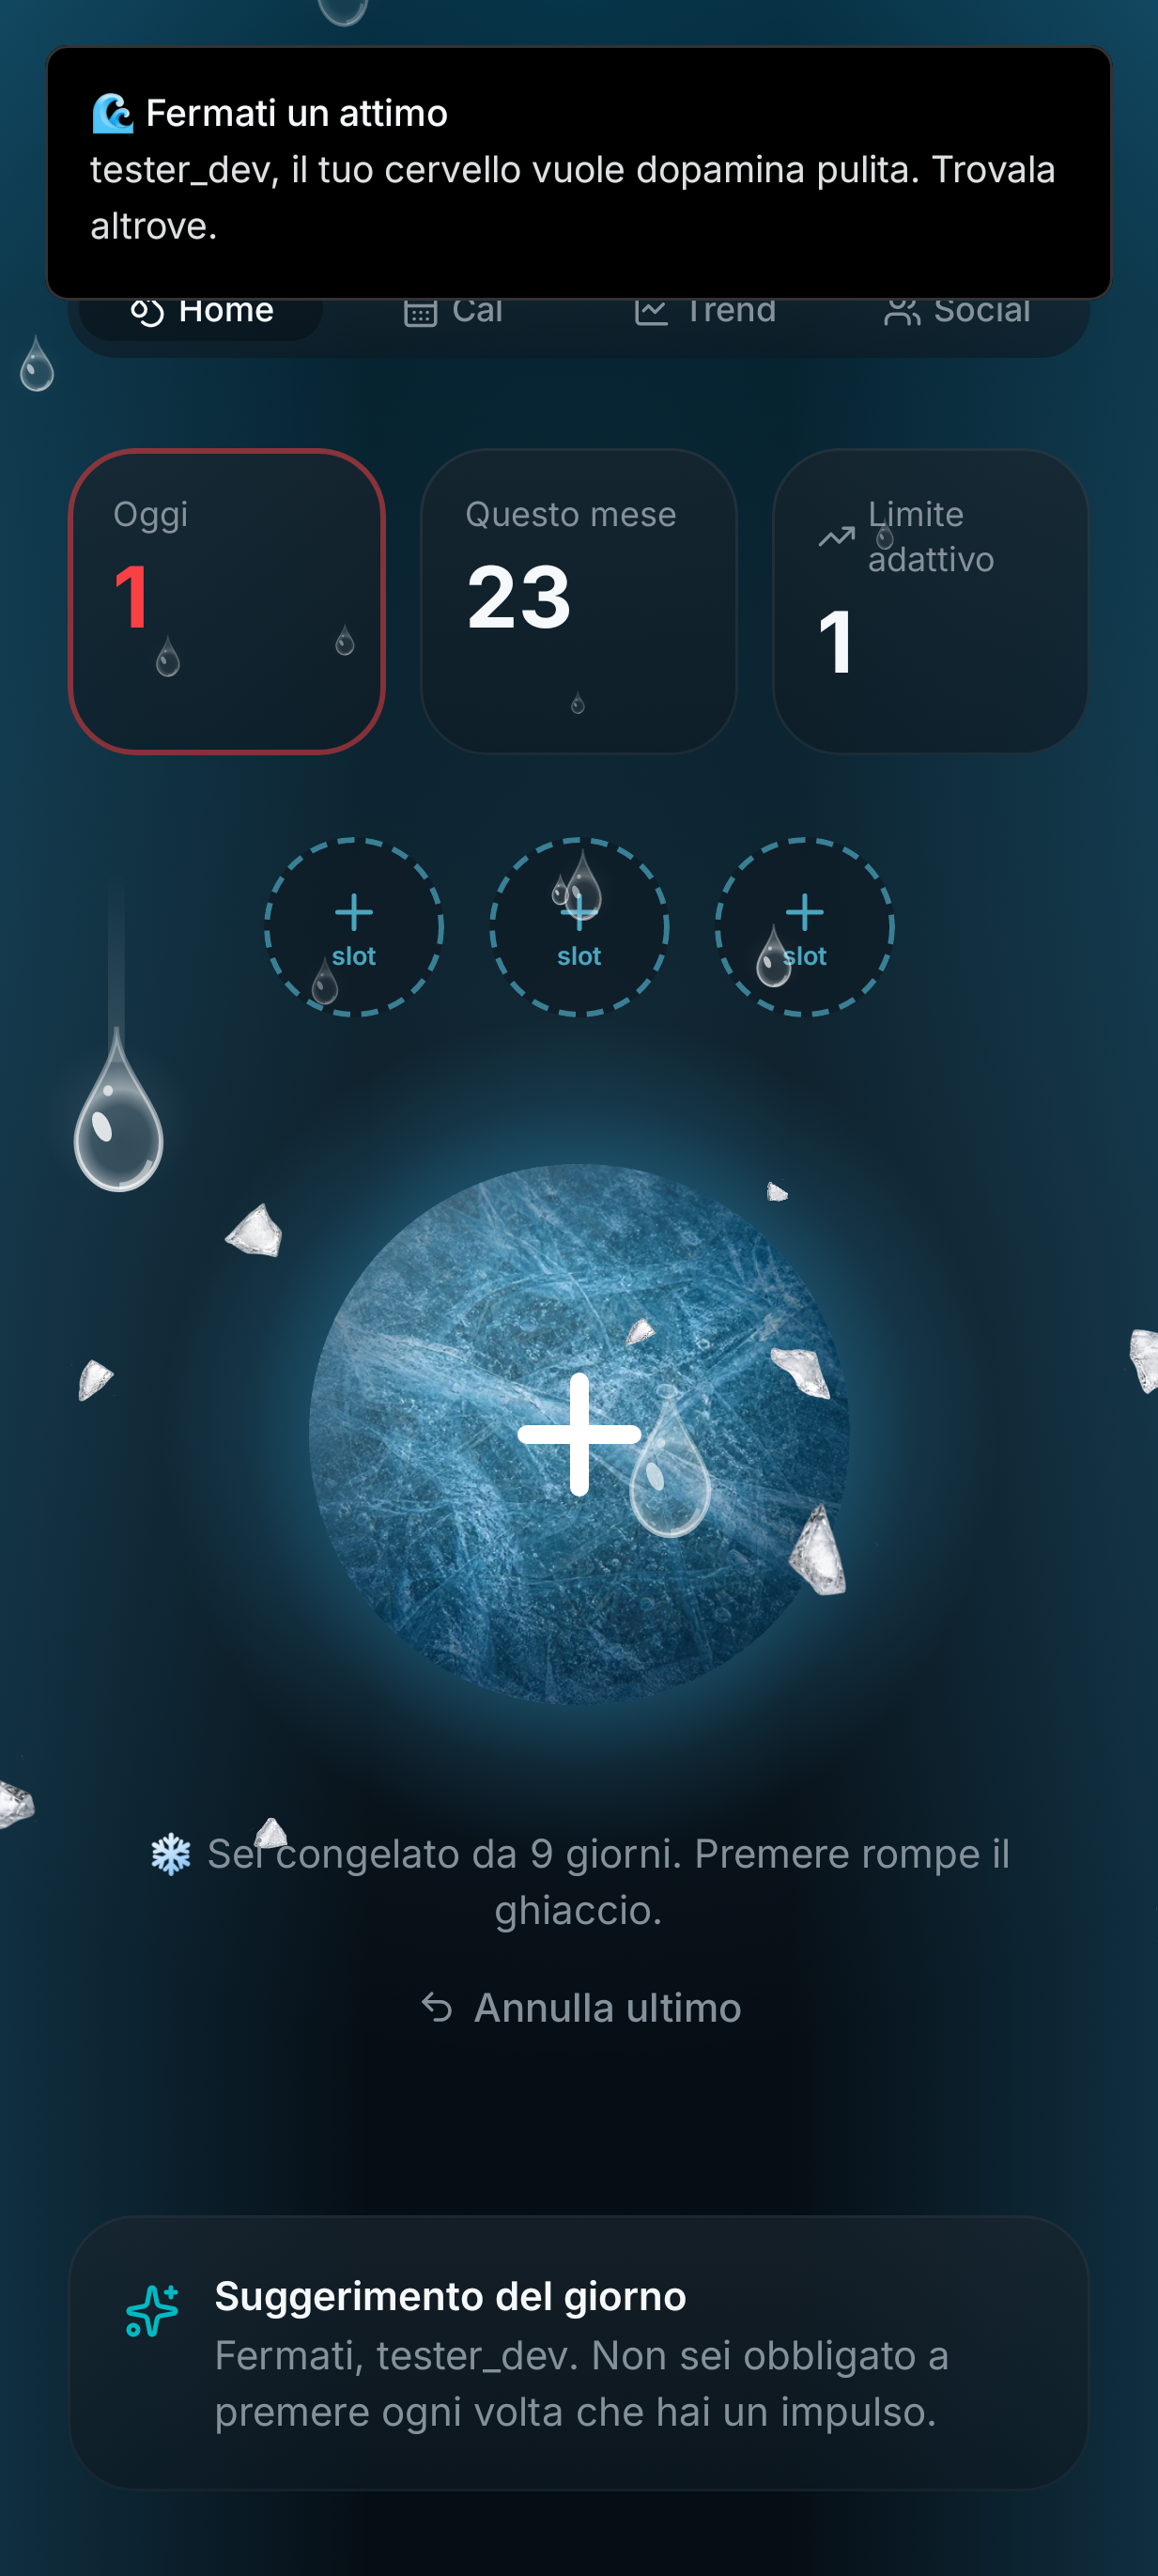 🌊 Fermati un attimo
tester_dev, il tuo cervello vuole dopamina pulita. Trovala
altrove.
Home
Cal
Trend
Social
Oggi
1
Questo mese
23
Limite
adattivo
1
slot
slot
slot
❄️ Sei congelato da 9 giorni. Premere rompe il
ghiaccio.
Annulla ultimo
Suggerimento del giorno
Fermati, tester_dev. Non sei obbligato a
premere ogni volta che hai un impulso.